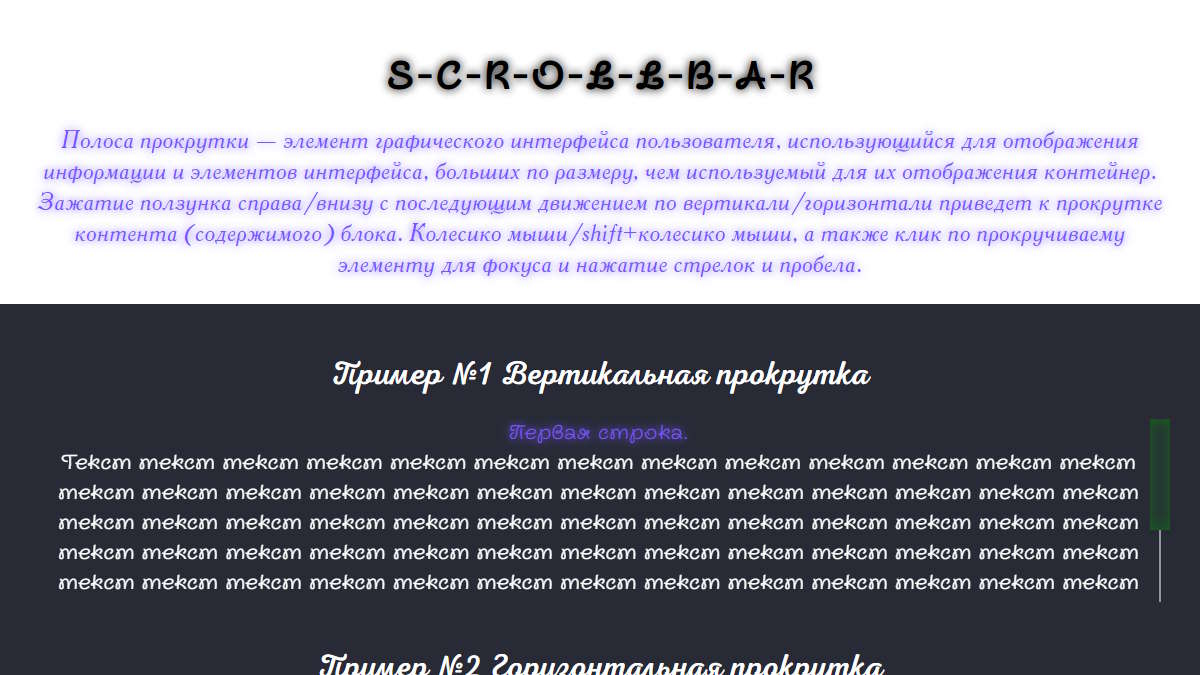 S-C-R-O-L-L-B-A-R
Полоса прокрутки — элемент графического интерфейса пользователя, использующийся для отображения
информации и элементов интерфейса, больших по размеру, чем используемый для их отображения контейнер.
Зажатие ползунка справа/внизу с последующим движением по вертикали/горизонтали приведет к прокрутке
контента (содержимого) блока. Колесико мыши/shift+колесико мыши, а также клик по прокручиваему
элементу для фокуса и нажатие стрелок и пробела.
Пример №1 Вертикальная прокрутка
Первая строка.
Текст текст текст текст текст текст текст текст текст текст текст текст текст
текст текст текст текст текст текст текст текст текст текст текст текст текст
текст текст текст текст текст текст текст текст текст текст текст текст текст
текст текст текст текст текст текст текст текст текст текст текст текст текст
текст текст текст текст текст текст текст текст текст текст текст текст текст
Пример №2 Горизонтальная прокрутка